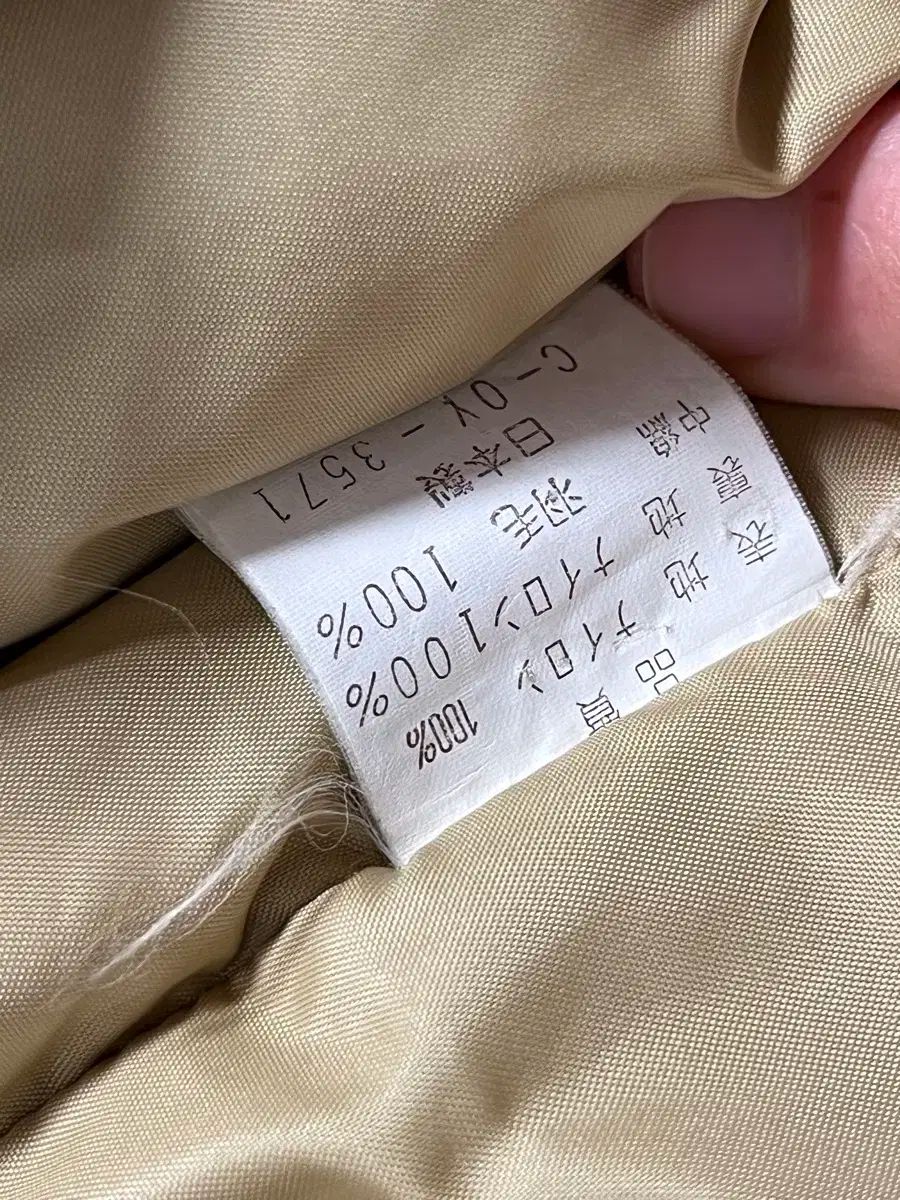 品質
表地 ナイロン 100%
裏地 ナイロン100%
中綿 羽毛 100%
日本製
C-OY-3571